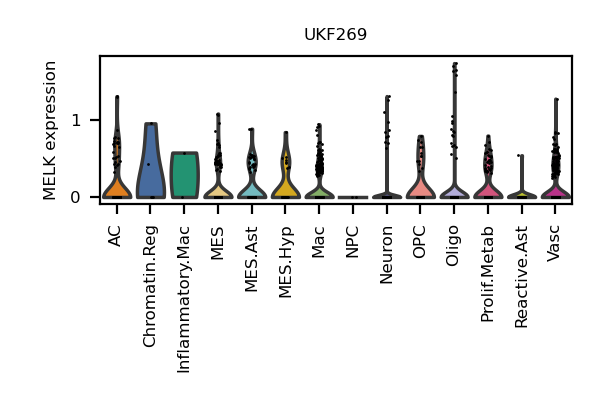 UKF269
MELK expression
1
0
AC
Chromatin.Reg
Inflammatory.Mac
MES
MES.Ast
MES.Hyp
Mac
NPC
Neuron
OPC
Oligo
Prolif.Metab
Reactive.Ast
Vasc